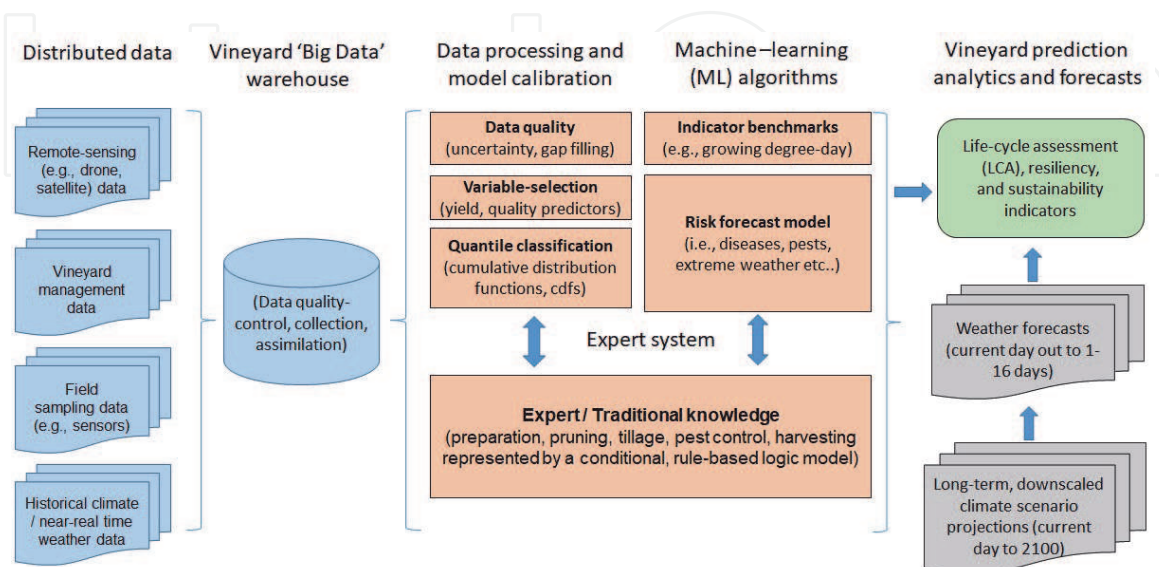 Distributed data
Vineyard 'Big Data'
warehouse
Data processing and
model calibration
Machine –learning
(ML) algorithms
Vineyard prediction
analytics and forecasts
Remote-sensing
(e.g., drone,
satellite) data
Vineyard
management
data
Field
sampling data
(e.g., sensors)
Historical climate
/ near-real time
weather data
(Data quality-
control, collection,
assimilation)
Data quality
(uncertainty, gap filling)
Variable-selection
(yield, quality predictors)
Quantile classification
(cumulative distribution
functions, cdfs)
Indicator benchmarks
(e.g., growing degree-day)
Risk forecast model
(i.e., diseases, pests,
extreme weather etc..)
Expert system
Expert / Traditional knowledge
(preparation, pruning, tillage, pest control, harvesting
represented by a conditional, rule-based logic model)
Life-cycle assessment
(LCA), resiliency,
and sustainability
indicators
Weather forecasts
(current day out to 1-
16 days)
Long-term, downscaled
climate scenario
projections (current
day to 2100)